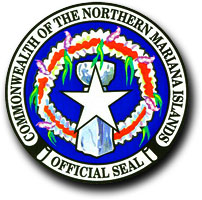 COMMONWEALTH OF THE NORTHERN MARIANA ISLANDS
OFFICIAL SEAL